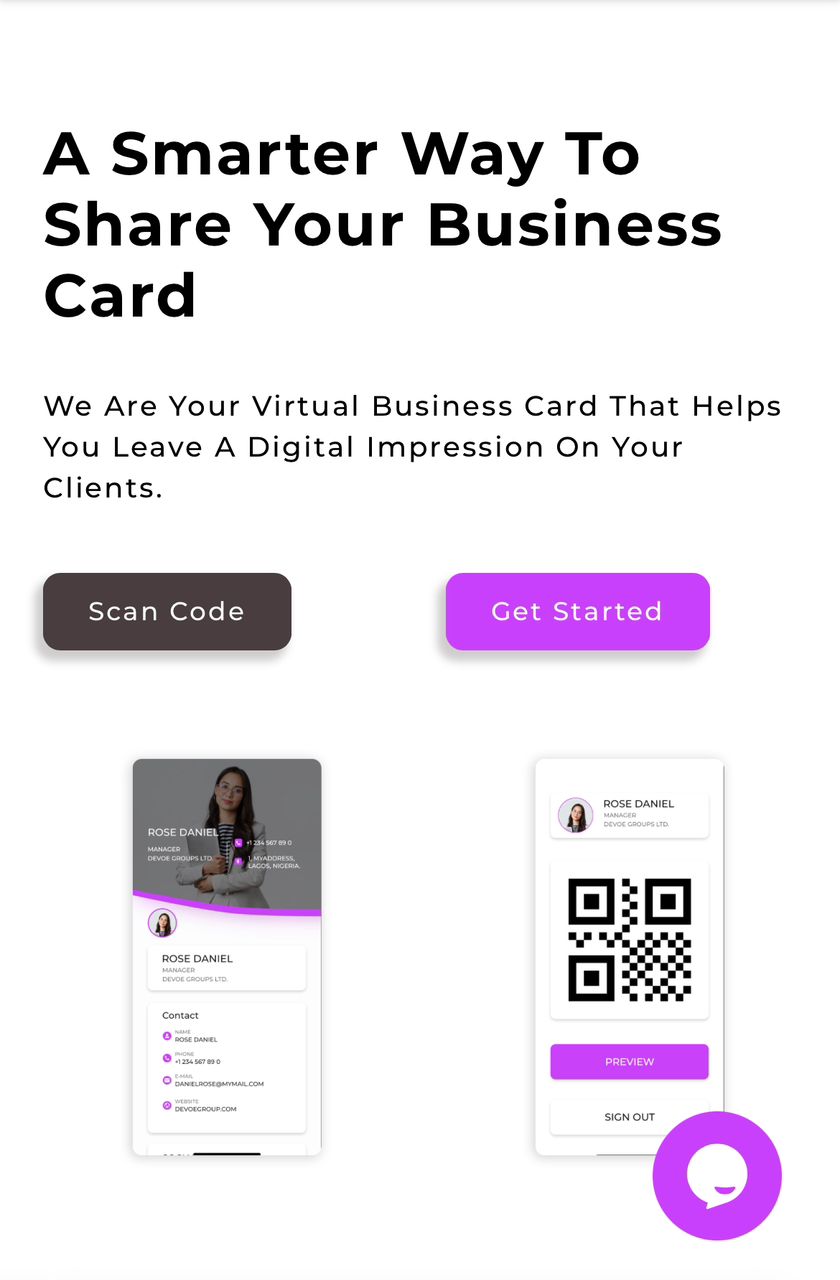 A Smarter Way To
Share Your Business
Card
We Are Your Virtual Business Card That Helps
You Leave A Digital Impression On Your
Clients.
Scan Code
Get Started
ROSE DANIEL
MANAGER
DEVOE GROUPS LTD.
+1 234 567 89 0
1, MYADDRESS,
LAGOS, NIGERIA.
ROSE DANIEL
MANAGER
DEVOE GROUPS LTD.
Contact
NAME
ROSE DANIEL
PHONE
+1 234 567 89 0
E-MAIL
DANIELROSE@MYMAIL.COM
WEBSITE
DEVOEGROUP.COM
ROSE DANIEL
MANAGER
DEVOE GROUPS LTD.
PREVIEW
SIGN OUT